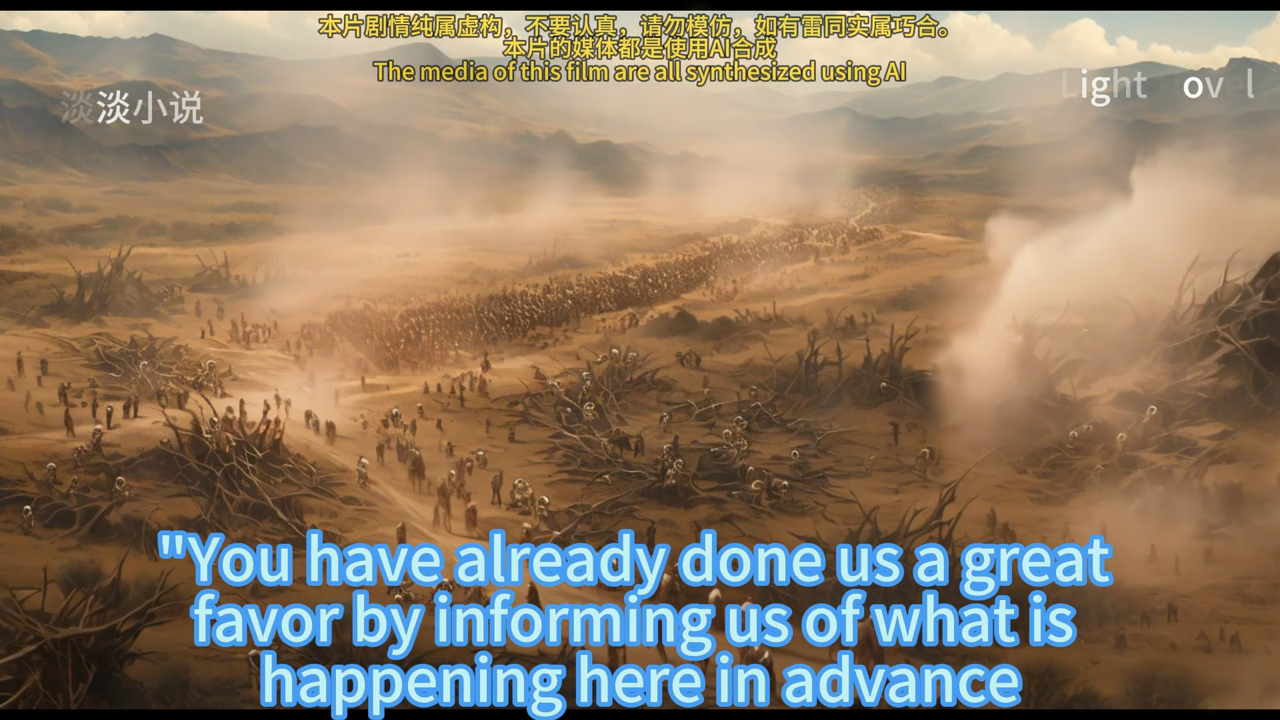 本片剧情纯属虚构，不要认真，请勿模仿，如有雷同实属巧合。
本片的媒体都是使用AI合成
The media of this film are all synthesized using AI
Light ov l
淡淡小说
"You have already done us a great
favor by informing us of what is
happening here in advance